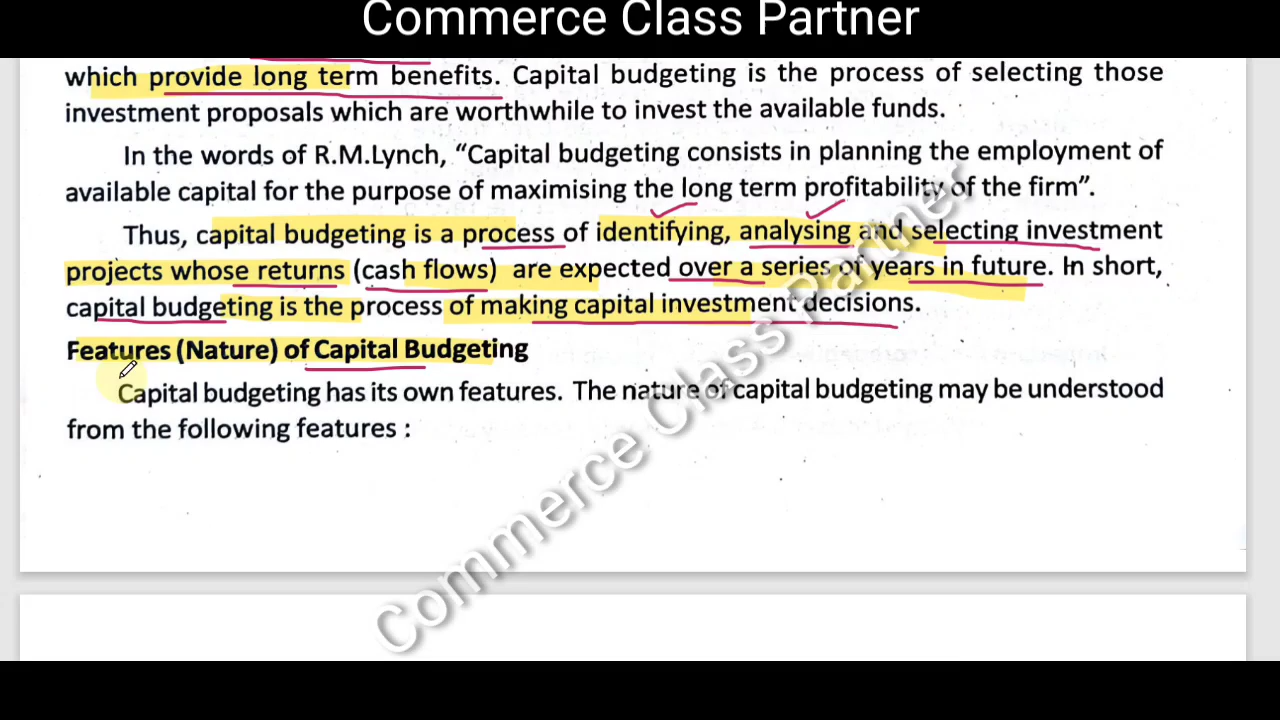 Commerce Class Partner
which provide long term benefits. Capital budgeting is the process of selecting those
investment proposals which are worthwhile to invest the available funds.
In the words of R.M.Lynch, “Capital budgeting consists in planning the employment of
available capital for the purpose of maximising the long term profitability of the firm”.
Thus, capital budgeting is a process of identifying, analysing and selecting investment
projects whose returns (cash flows) are expected over a series of years in future. In short,
capital budgeting is the process of making capital investment decisions.
Features (Nature) of Capital Budgeting
Capital budgeting has its own features. The nature of capital budgeting may be understood
from the following features :
Commerce Class Partner